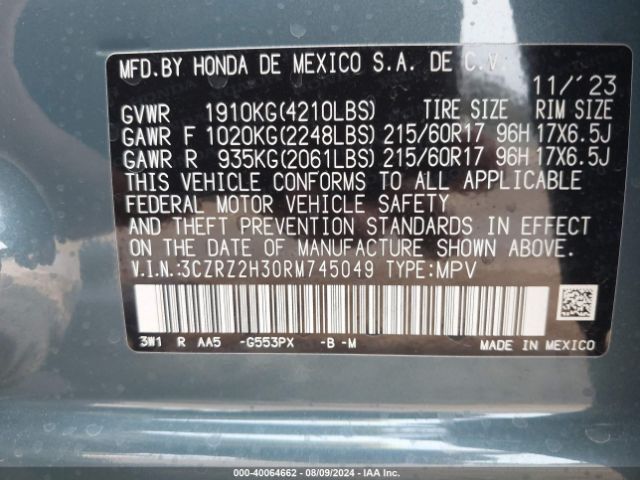 MFD.BY HONDA DE MEXICO S.A. DE C.V.
11/'23
GVWR 1910KG(4210LBS) TIRE SIZE RIM SIZE
GAWR F 1020KG(2248LBS) 215/60R17 96H 17X6.5J
GAWR R 935KG(2061LBS) 215/60R17 96H 17X6.5J
THIS VEHICLE CONFORMS TO ALL APPLICABLE
FEDERAL MOTOR VEHICLE SAFETY
AND THEFT PREVENTION STANDARDS IN EFFECT
ON THE DATE OF MANUFACTURE SHOWN ABOVE.
V.I.N.:3CZRZ2H30RM745049 TYPE:MPV
3W1 R AA5 -G553PX -B -M MADE IN MEXICO
000-40064662 - 08/09/2024 - IAA Inc.